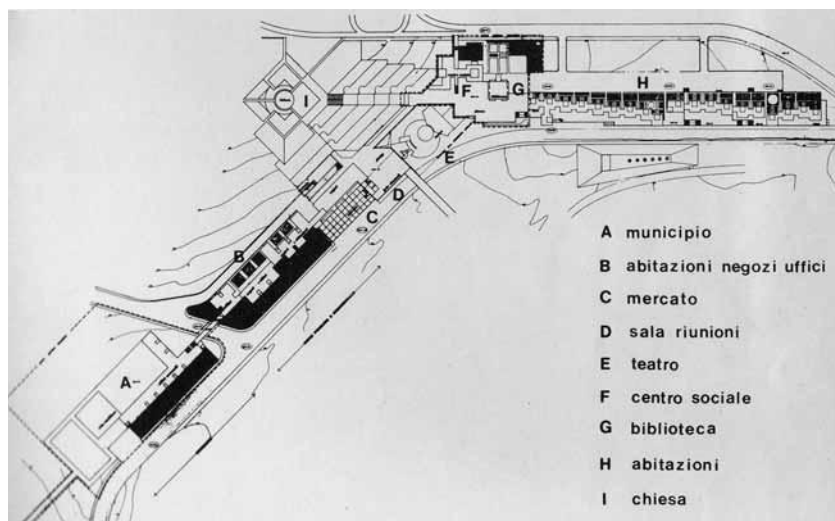 I
F
G
H
E
D
C
B
A
A municipio
B abitazioni negozi uffici
C mercato
D sala riunioni
E teatro
F centro sociale
G biblioteca
H abitazioni
I chiesa